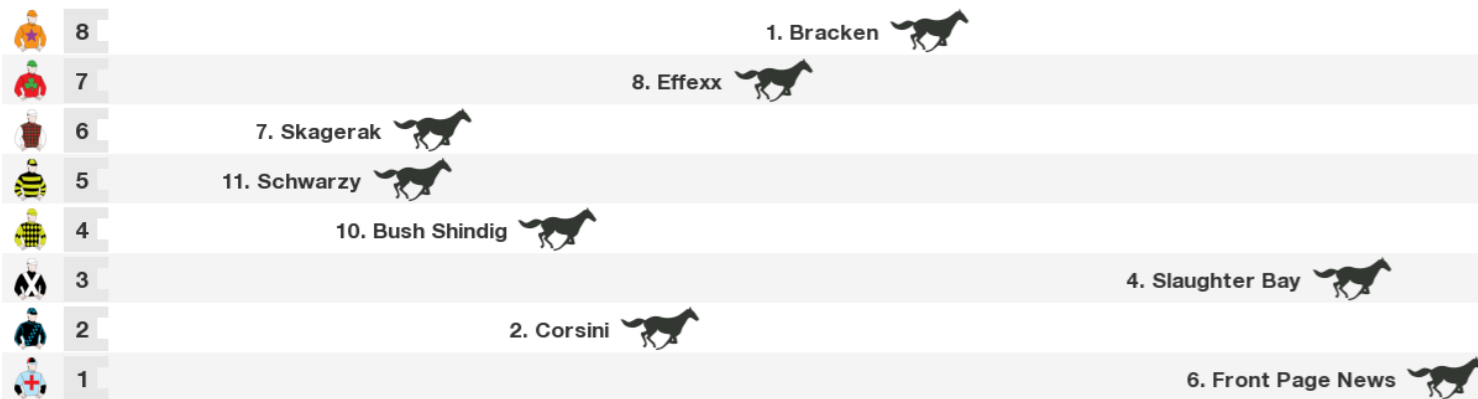 8 1. Bracken
7 8. Effexx
6 7. Skagerak
5 11. Schwarzy
4 10. Bush Shindig
3 4. Slaughter Bay
2 2. Corsini
1 6. Front Page News